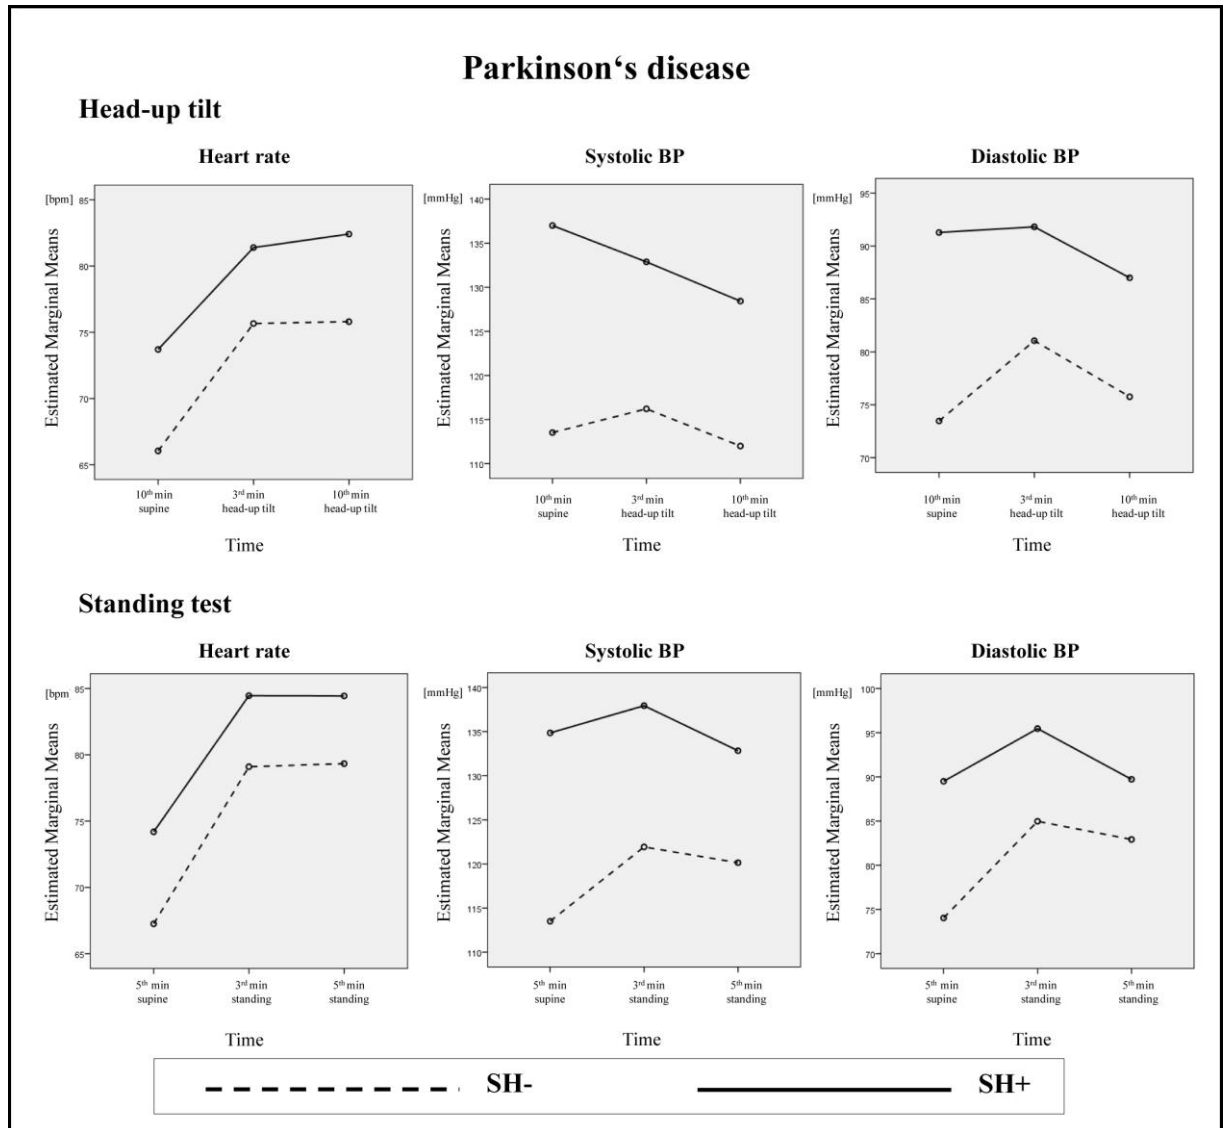 Parkinson‘s disease
Head-up tilt
Heart rate
Systolic BP
Diastolic BP
[bpm]
Estimated Marginal Means
85
80
75
70
65
10th min supine
3rd min head-up tilt
10th min head-up tilt
Time
[mmHg]
Estimated Marginal Means
140
135
130
125
120
115
110
10th min supine
3rd min head-up tilt
10th min head-up tilt
Time
[mmHg]
Estimated Marginal Means
95
90
85
80
75
70
10th min supine
3rd min head-up tilt
10th min head-up tilt
Time
Standing test
Heart rate
Systolic BP
Diastolic BP
[bpm
Estimated Marginal Means
85
80
75
70
65
5th min supine
3rd min standing
5th min standing
Time
[mmHg]
Estimated Marginal Means
140
135
130
125
120
115
110
5th min supine
3rd min standing
5th min standing
Time
[mmHg]
Estimated Marginal Means
100
95
90
85
80
75
70
5th min supine
3rd min standing
5th min standing
Time
SH-
SH+